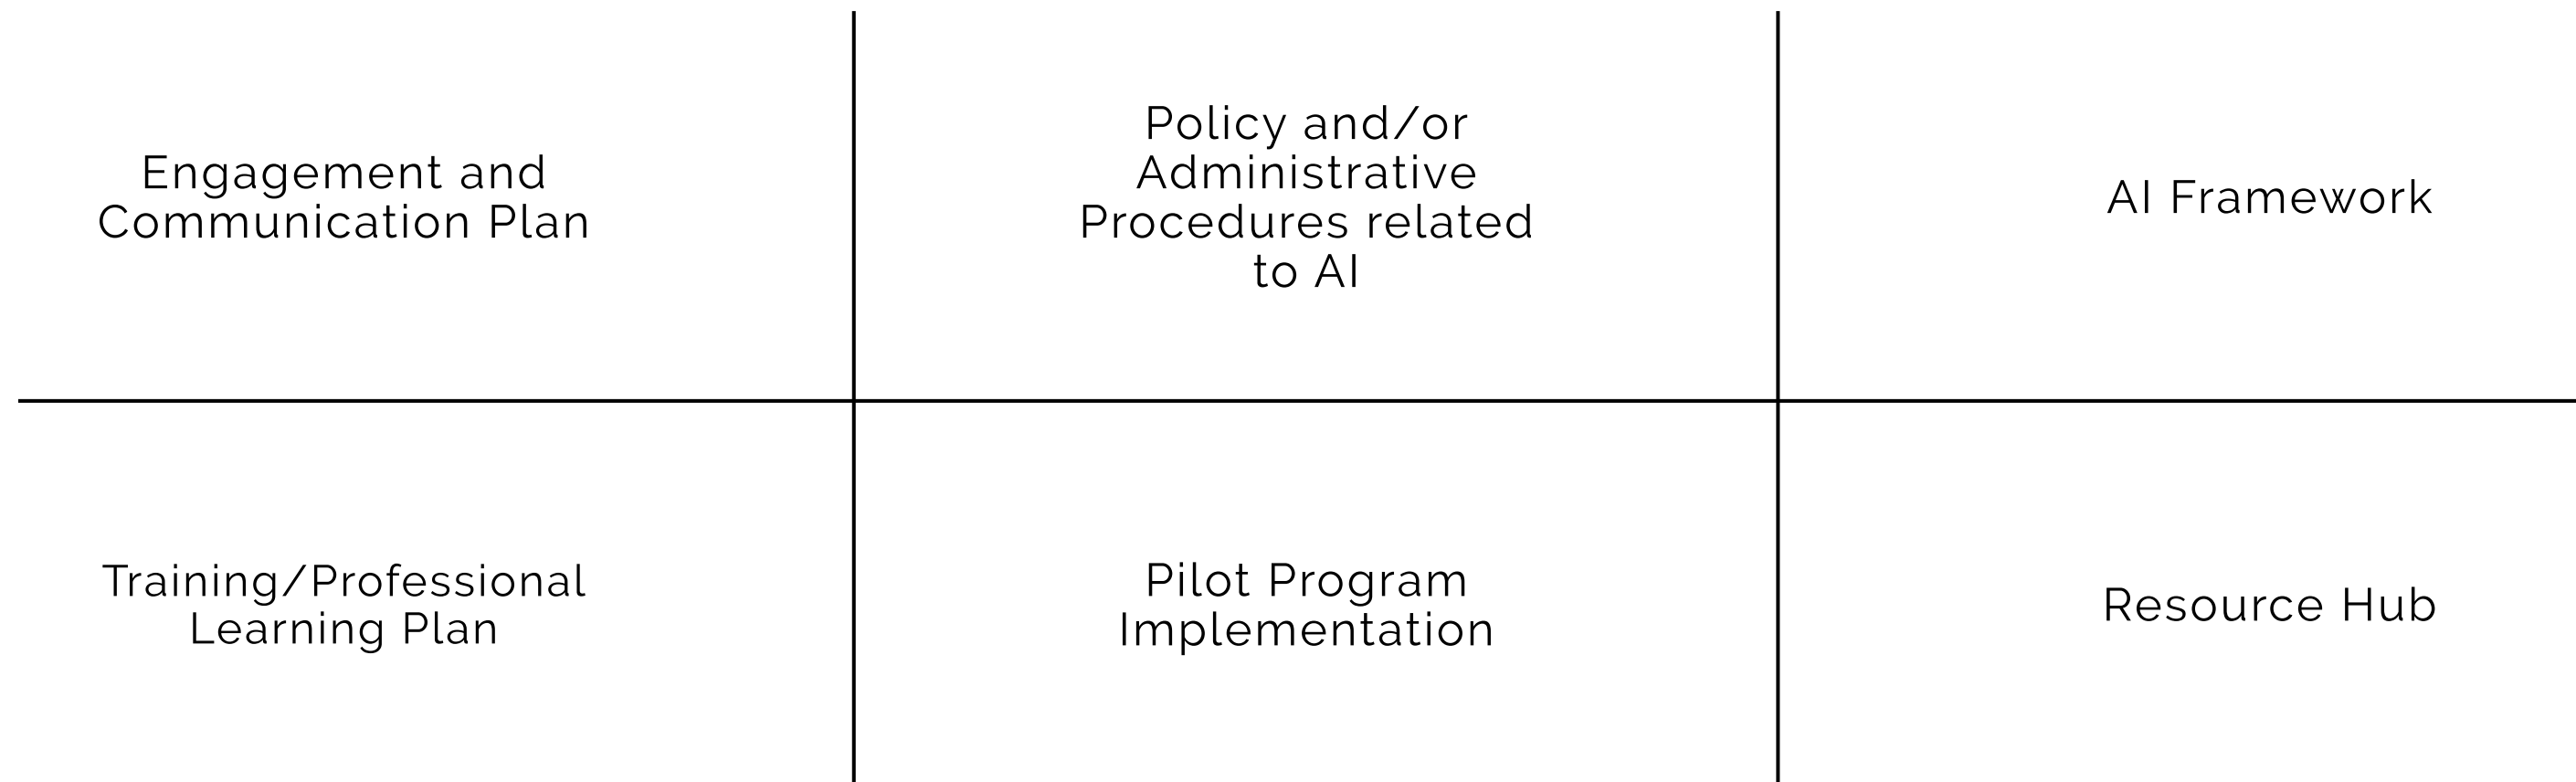 Engagement and
Communication Plan
Policy and/or
Administrative
Procedures related
to AI
AI Framework
Training/Professional
Learning Plan
Pilot Program
Implementation
Resource Hub